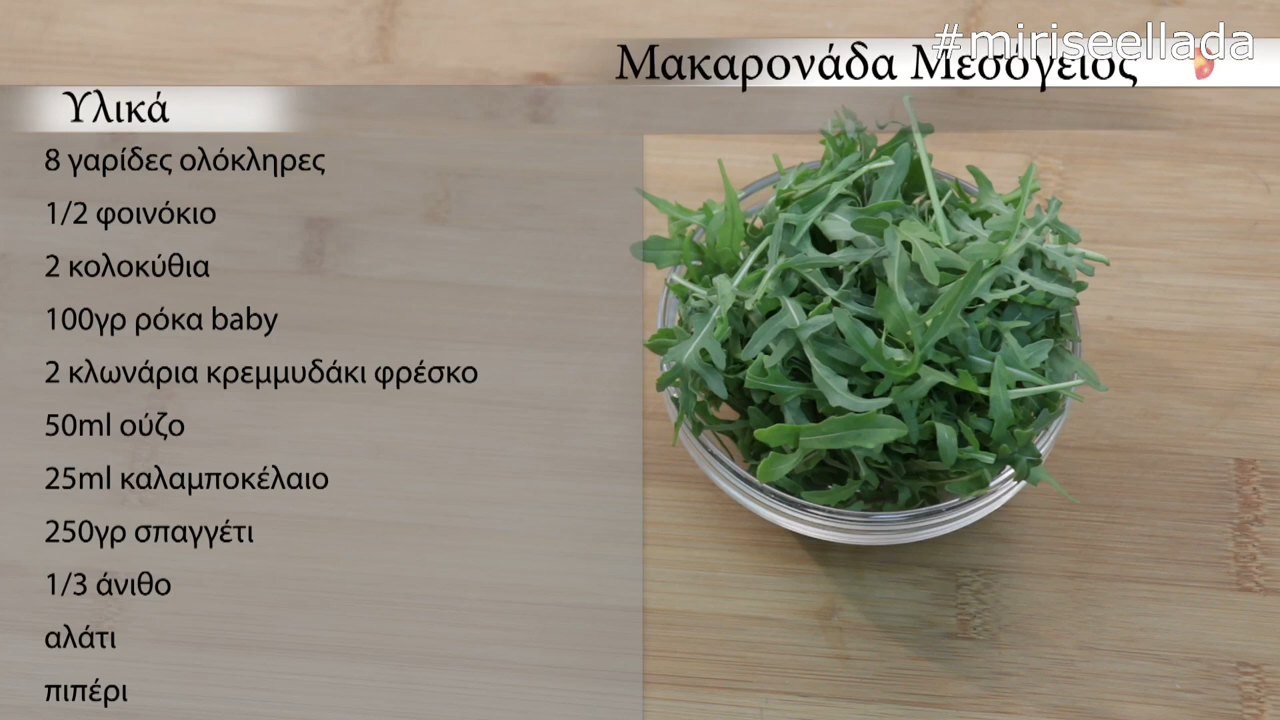 #miriseellada
Μακαρονάδα Μεσόγειος
Υλικά
8 γαρίδες ολόκληρες
1/2 φοινόκιο
2 κολοκύθια
100γρ ρόκα baby
2 κλωνάρια κρεμμυδάκι φρέσκο
50ml ούζο
25ml καλαμποκέλαιο
250γρ σπαγγέτι
1/3 άνιθο
αλάτι
πιπέρι